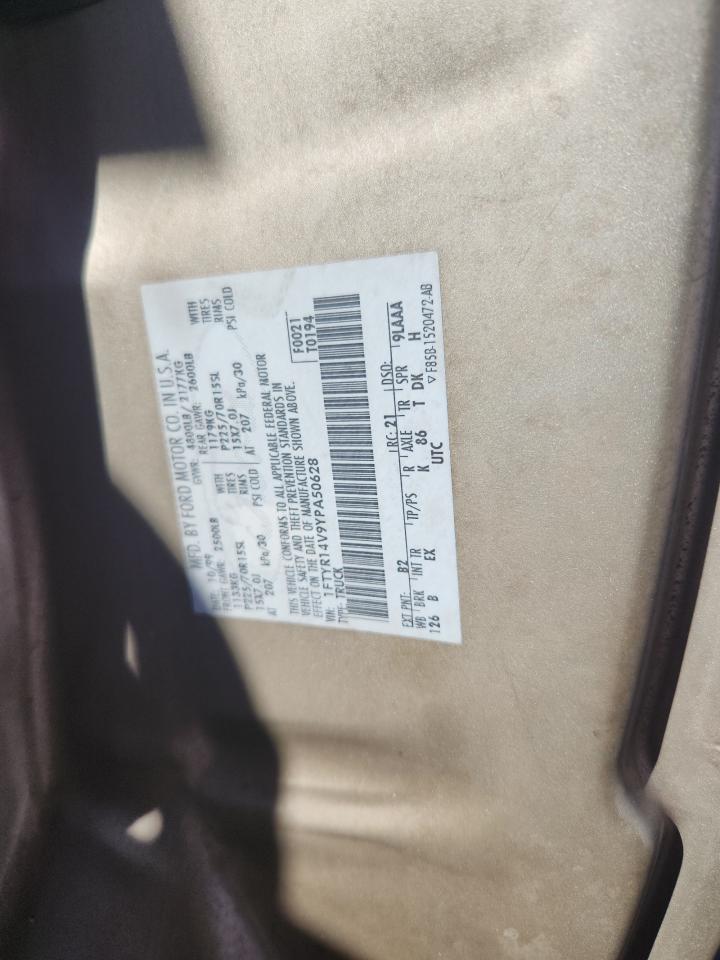 MFD. BY FORD MOTOR CO. IN U.S.A.
DATE: 10/99 GVWR: 4800LB/ 2177KG
FRONT GAWR: 2500LB REAR GAWR: 2600LB
1133KG WITH 1179KG WITH
P225/70R15SL TIRES P225/70R15SL TIRES
15X7.0J RIMS 15X7.0J RIMS
AT 207 kPa/30 PSI COLD AT 207 kPa/30 PSI COLD
THIS VEHICLE CONFORMS TO ALL APPLICABLE FEDERAL MOTOR
VEHICLE SAFETY AND THEFT PREVENTION STANDARDS IN
EFFECT ON THE DATE OF MANUFACTURE SHOWN ABOVE.
VIN: 1FTYR14V9YPA50628 F0021
TYPE: TRUCK T0194
EXT PNT: B2 RC: 21 DSO: 9LAAA
WB BRK INT TR TP/PS R AXLE TR SPR
126 B EX K 86 T DK H
UTC ▽ F85B-1520472-AB